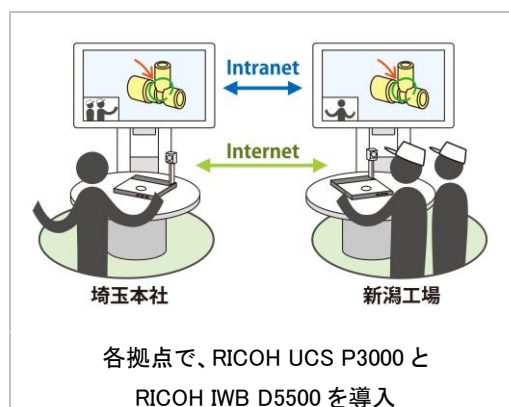 Intranet
Internet
埼玉本社
新潟工場
各拠点で、RICOH UCS P3000 と
RICOH IWB D5500 を導入